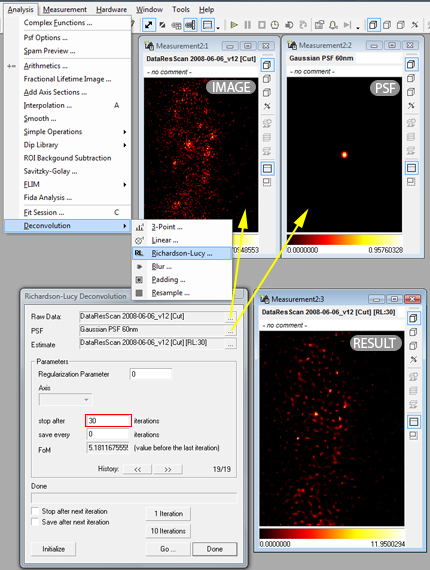 Analysis Measurement Hardware Window Tools Help
Complex Functions ...
Psf Options ...
Spam Preview ...
Arithmetics ...
Fractional Lifetime Image ...
Add Axis Sections ...
Interpolation ... A
Smooth ...
Simple Operations
Dip Library
ROI Backgound Subtraction
Savitzky-Golay ...
FLIM
Fida Analysis ...
Fit Session ... C
Deconvolution
3-Point ...
Linear ...
RL Richardson-Lucy ...
Blur ...
Padding ...
Resample ...
Measurement2:1
DataResScan 2008-06-06_v12 [Cut]
- no comment -
IMAGE
Measurement2:2
Gaussian PSF 60nm
- no comment -
PSF
0.0000000 0.95760328
Richardson-Lucy Deconvolution
Raw Data: DataResScan 2008-06-06_v12 [Cut] ...
PSF Gaussian PSF 60nm ...
Estimate DataResScan 2008-06-06_v12 [Cut] [RL:30] ...
Parameters
Regularization Parameter 0
Axis
stop after 30 iterations
save every 0 iterations
FoM 5.1811675555 (value before the last iteration)
History: << >> 19/19
Done
Stop after next iteration
Save after next iteration
1 Iteration
10 Iterations
Initialize Go ... Done
Measurement2:3
DataResScan 2008-06-06_v12 [Cut] [RL:30]
- no comment -
RESULT
0.0000000 11.9500294